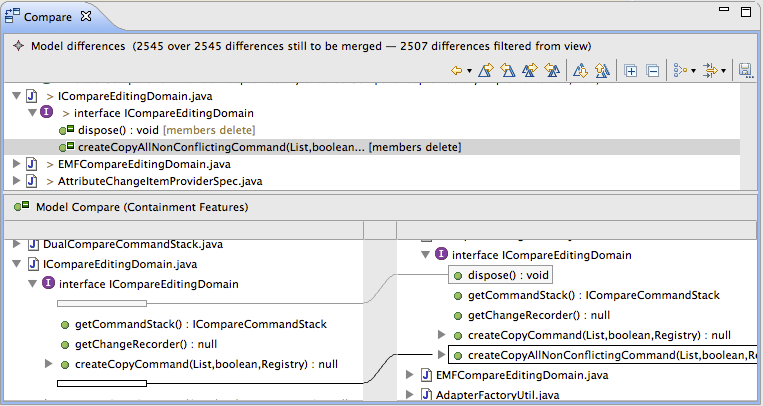 Compare
Model differences (2545 over 2545 differences still to be merged — 2507 differences filtered from view)
> ICompareEditingDomain.java
> interface ICompareEditingDomain
dispose() : void [members delete]
createCopyAllNonConflictingCommand(List,boolean... [members delete]
> EMFCompareEditingDomain.java
> AttributeChangeItemProviderSpec.java
Model Compare (Containment Features)
DualCompareCommandStack.java
ICompareEditingDomain.java
interface ICompareEditingDomain
getCommandStack() : ICompareCommandStack
getChangeRecorder() : null
createCopyCommand(List,boolean,Registry) : null
interface ICompareEditingDomain
dispose() : void
getCommandStack() : ICompareCommandStack
getChangeRecorder() : null
createCopyCommand(List,boolean,Registry) : null
createCopyAllNonConflictingCommand(List,boolean,Re
EMFCompareEditingDomain.java
AdapterFactoryUtil.java